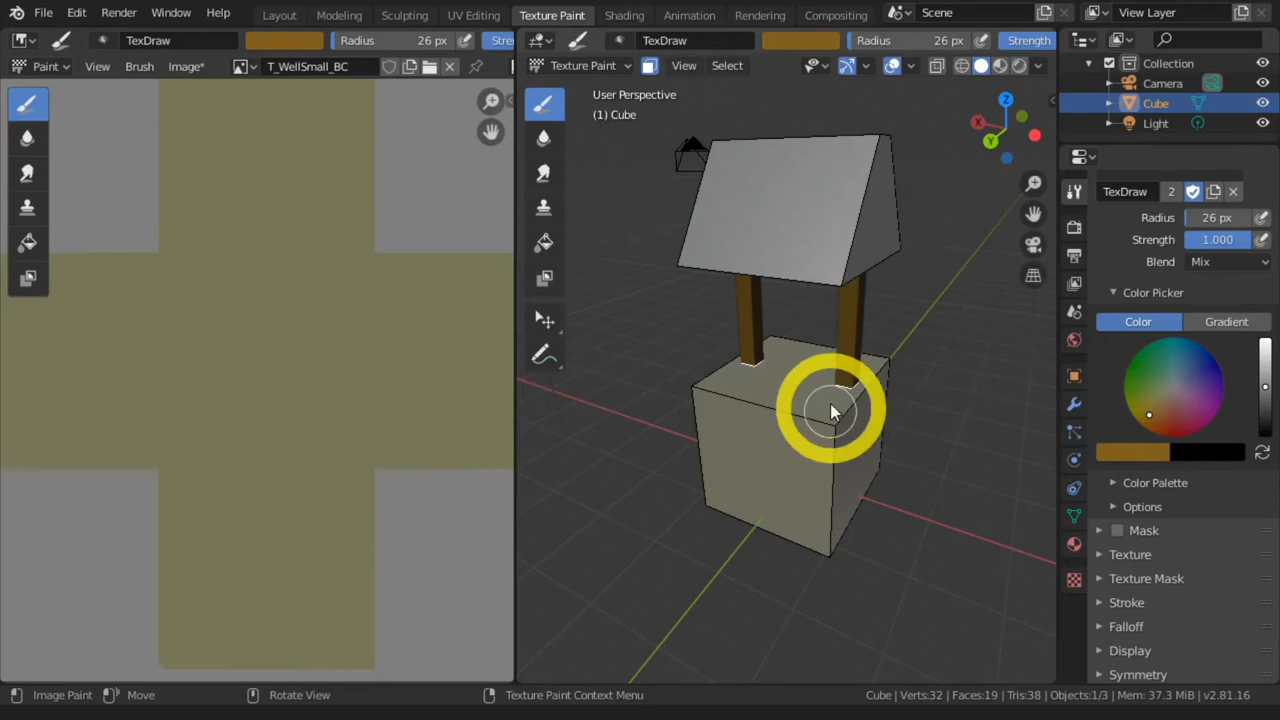 File Edit Render Window Help Layout Modeling Sculpting UV Editing Texture Paint Shading Animation Rendering Compositing Scene View Layer
TexDraw Radius 26 px Stre TexDraw Radius 26 px Strength
Paint View Brush Image* T_WellSmall_BC Texture Paint View Select
Collection
Camera
Cube
Light
User Perspective
(1) Cube
X Y Z
TexDraw 2
Radius 26 px
Strength 1.000
Blend Mix
Color Picker
Color Gradient
Color Palette
Options
Mask
Texture
Texture Mask
Stroke
Falloff
Display
Symmetry
Image Paint Move Rotate View Texture Paint Context Menu Cube | Verts:32 | Faces:19 | Tris:38 | Objects:1/3 | Mem: 37.3 MiB | v2.81.16